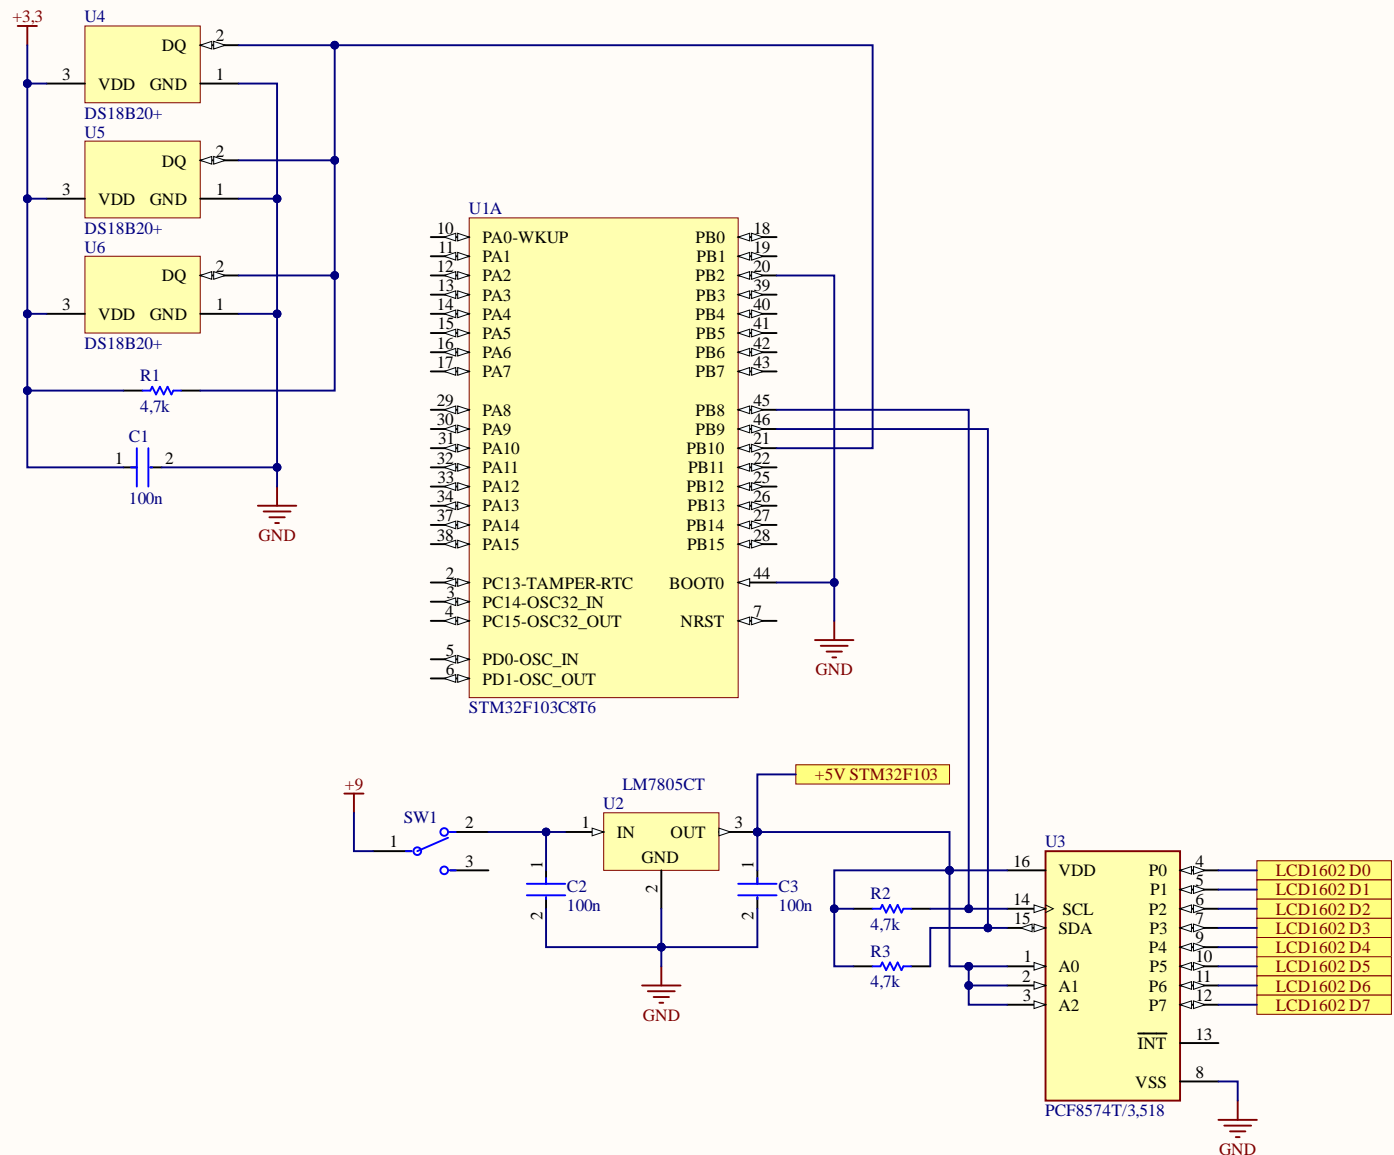 +3,3
U4
DQ 2
3 VDD GND 1
DS18B20+
U5
DQ 2
3 VDD GND 1
DS18B20+
U6
DQ 2
3 VDD GND 1
DS18B20+
R1
4,7k
C1
1 2
100n
GND
U1A
10 PA0-WKUP PB0 18
11 PA1 PB1 19
12 PA2 PB2 20
13 PA3 PB3 39
14 PA4 PB4 40
15 PA5 PB5 41
16 PA6 PB6 42
17 PA7 PB7 43
29 PA8 PB8 45
30 PA9 PB9 46
31 PA10 PB10 21
32 PA11 PB11 22
33 PA12 PB12 25
34 PA13 PB13 26
37 PA14 PB14 27
38 PA15 PB15 28
2 PC13-TAMPER-RTC BOOT0 44
3 PC14-OSC32_IN
4 PC15-OSC32_OUT NRST 7
5 PD0-OSC_IN
6 PD1-OSC_OUT
STM32F103C8T6
GND
+9
SW1
1 2
3
LM7805CT
U2
1 IN OUT 3
GND
2
1 C2
2 100n
1 C3
2 100n
GND
+5V STM32F103
R2
4,7k
R3
4,7k
U3
16 VDD P0 4 LCD1602 D0
P1 5 LCD1602 D1
14 SCL P2 6 LCD1602 D2
15 SDA P3 7 LCD1602 D3
P4 9 LCD1602 D4
1 A0 P5 10 LCD1602 D5
2 A1 P6 11 LCD1602 D6
3 A2 P7 12 LCD1602 D7
INT 13
VSS 8
PCF8574T/3,518
GND